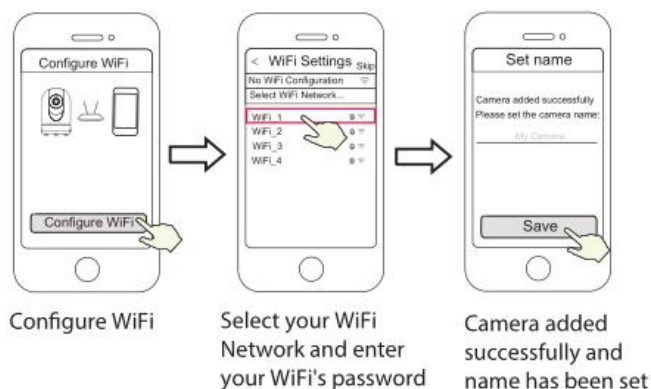 Configure WiFi
Configure WiFi
Configure WiFi
< WiFi Settings Skip
No WiFi Configuration
Select WiFi Network...
WiFi_1
WiFi_2
WiFi_3
WiFi_4
Select your WiFi
Network and enter
your WiFi's password
Set name
Camera added successfully
Please set the camera name:
My Camera
Save
Camera added
successfully and
name has been set